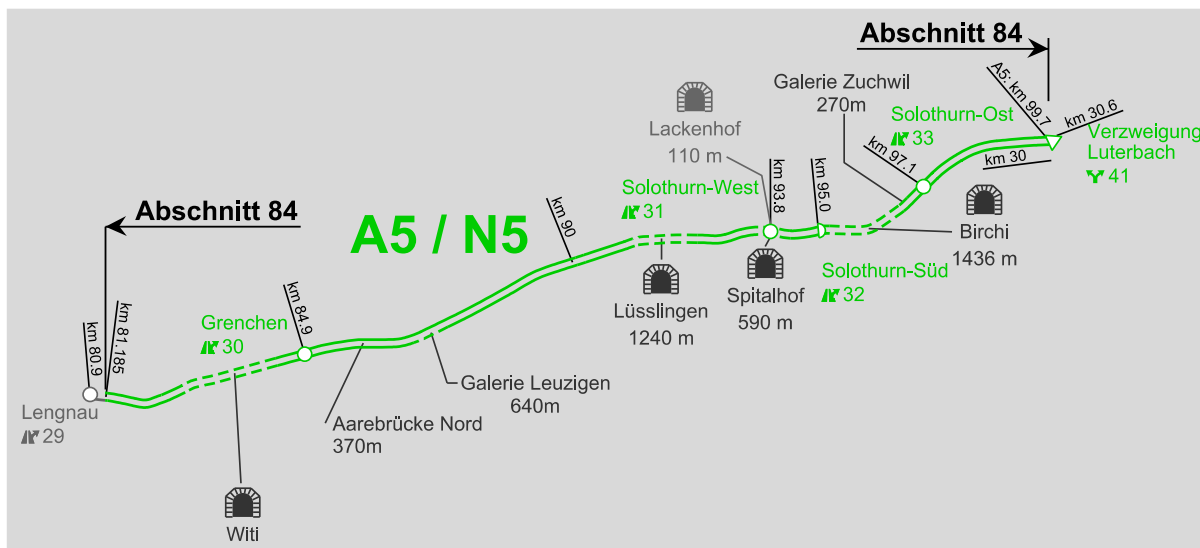 Abschnitt 84
A5: km 99.7
km 30.6
Galerie Zuchwil
270m
Solothurn-Ost
33
Verzweigung
Luterbach
41
km 30
km 97.1
Lackenhof
110 m
km 93.8
km 95.0
Solothurn-West
31
Birchi
1436 m
Abschnitt 84
A5 / N5
km 90
Solothurn-Süd
32
Lüsslingen
1240 m
Spitalhof
590 m
Grenchen
30
km 84.9
km 80.9
km 81.185
Galerie Leuzigen
640m
Lengnau
29
Aarebrücke Nord
370m
Witi